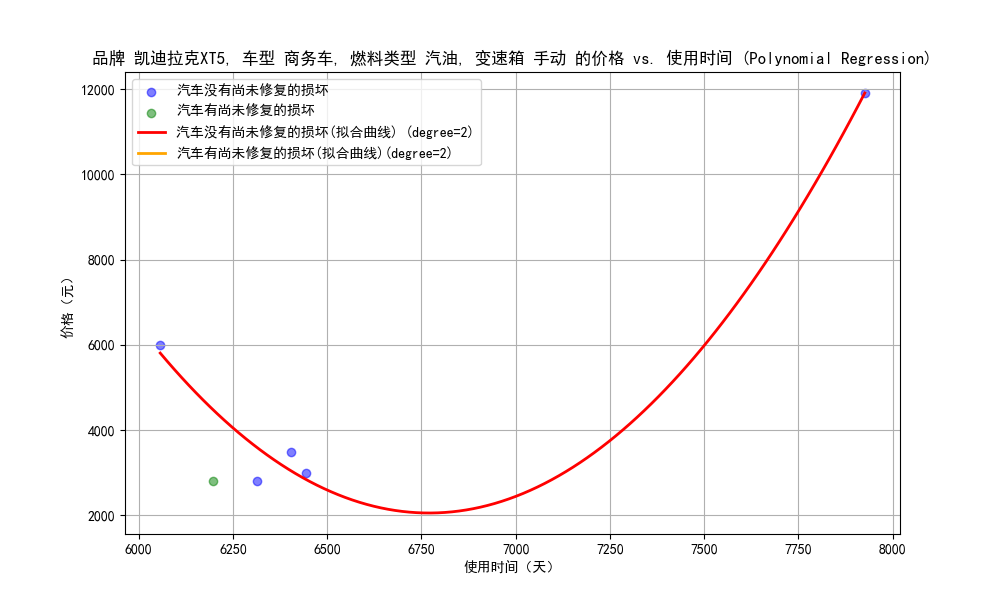 品牌 凯迪拉克XT5, 车型 商务车, 燃料类型 汽油, 变速箱 手动 的价格 vs. 使用时间 (Polynomial Regression)
汽车没有尚未修复的损坏
汽车有尚未修复的损坏
汽车没有尚未修复的损坏(拟合曲线) (degree=2)
汽车有尚未修复的损坏(拟合曲线)(degree=2)
12000
10000
8000
6000
4000
2000
价格（元）
6000 6250 6500 6750 7000 7250 7500 7750 8000
使用时间（天）